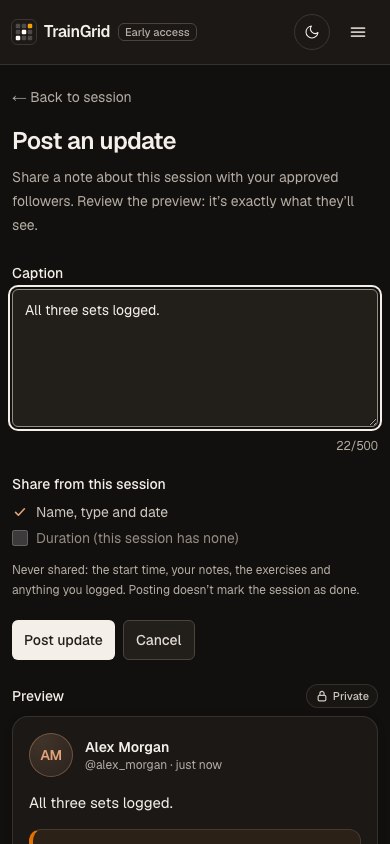 TrainGrid Early access
← Back to session
Post an update
Share a note about this session with your approved
followers. Review the preview: it’s exactly what they’ll
see.
Caption
All three sets logged.
22/500
Share from this session
Name, type and date
Duration (this session has none)
Never shared: the start time, your notes, the exercises and
anything you logged. Posting doesn’t mark the session as done.
Post update Cancel
Preview Private
AM Alex Morgan
@alex_morgan · just now
All three sets logged.